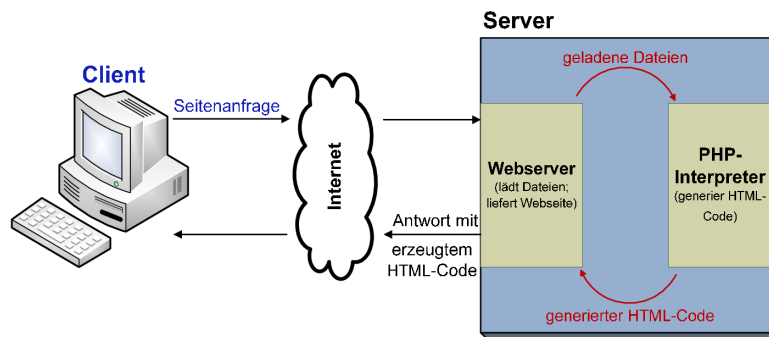 Server
Client
geladene Dateien
Seitenanfrage
Internet
Webserver
(lädt Dateien;
liefert Webseite)
PHP-
Interpreter
(generier HTML-
Code)
Antwort mit
erzeugtem
HTML-Code
generierter HTML-Code